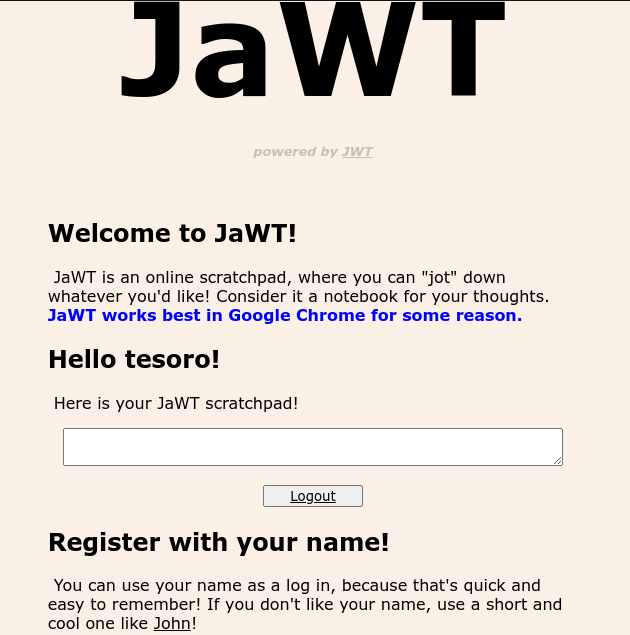 JaWT
powered by JWT
Welcome to JaWT!
JaWT is an online scratchpad, where you can "jot" down
whatever you'd like! Consider it a notebook for your thoughts.
JaWT works best in Google Chrome for some reason.
Hello tesoro!
Here is your JaWT scratchpad!
Logout
Register with your name!
You can use your name as a log in, because that's quick and
easy to remember! If you don't like your name, use a short and
cool one like John!